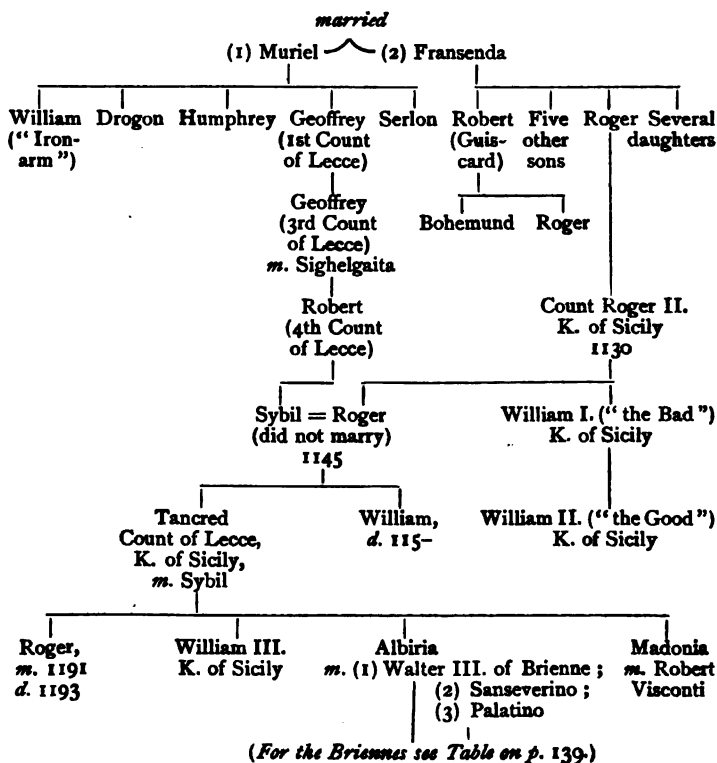 married
(1) Muriel (2) Fransenda
William Drogon Humphrey Geoffrey Serlon Robert Five Roger Several
(“ Iron- (1st Count (Guis- other daughters
arm ”) of Lecce) card) sons
Geoffrey
(3rd Count Bohemund Roger
of Lecce)
m. Sighelgaita
Robert Count Roger II.
(4th Count K. of Sicily
of Lecce) 1130
Sybil = Roger William I. (“ the Bad ”)
(did not marry) K. of Sicily
1145
Tancred William, William II. (“ the Good ”)
Count of Lecce, d. 115– K. of Sicily
K. of Sicily,
m. Sybil
Roger, William III. Albiria Madonia
m. 1191 K. of Sicily m. (1) Walter III. of Brienne ; m. Robert
d. 1193 (2) Sanseverino ; Visconti
(3) Palatino
(For the Briennes see Table on p. 139.)